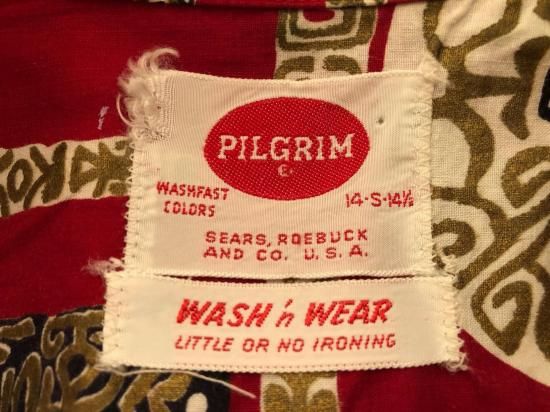 PILGRIM
WASHFAST
COLORS
14-S-14½
SEARS, ROEBUCK
AND CO. U.S.A.
WASH 'n WEAR
LITTLE OR NO IRONING